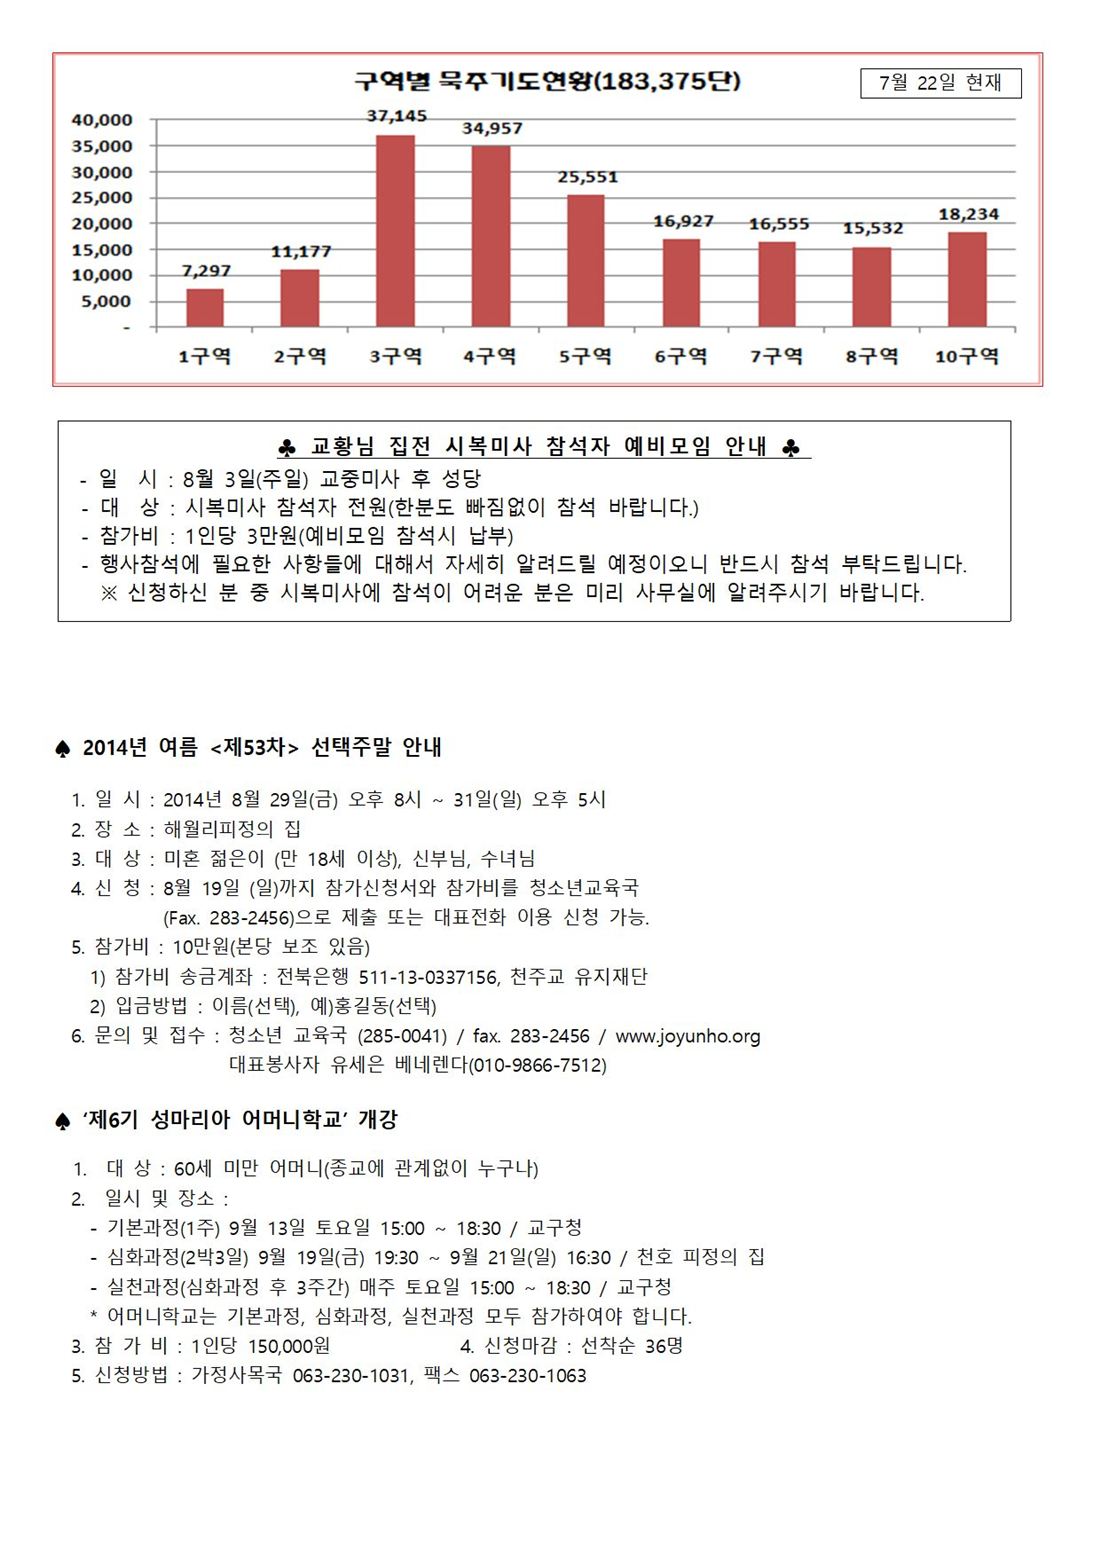 구역별 묵주기도현황(183,375단)
7월 22일 현재
40,000
35,000
30,000
25,000
20,000
15,000
10,000
5,000
-
7,297
11,177
37,145
34,957
25,551
16,927
16,555
15,532
18,234
1구역 2구역 3구역 4구역 5구역 6구역 7구역 8구역 10구역
♣ 교황님 집전 시복미사 참석자 예비모임 안내 ♣
- 일 시 : 8월 3일(주일) 교중미사 후 성당
- 대 상 : 시복미사 참석자 전원(한분도 빠짐없이 참석 바랍니다.)
- 참가비 : 1인당 3만원(예비모임 참석시 납부)
- 행사참석에 필요한 사항들에 대해서 자세히 알려드릴 예정이오니 반드시 참석 부탁드립니다.
※ 신청하신 분 중 시복미사에 참석이 어려운 분은 미리 사무실에 알려주시기 바랍니다.
♠ 2014년 여름 <제53차> 선택주말 안내
1. 일 시 : 2014년 8월 29일(금) 오후 8시 ~ 31일(일) 오후 5시
2. 장 소 : 해월리피정의 집
3. 대 상 : 미혼 젊은이 (만 18세 이상), 신부님, 수녀님
4. 신 청 : 8월 19일 (일)까지 참가신청서와 참가비를 청소년교육국
(Fax. 283-2456)으로 제출 또는 대표전화 이용 신청 가능.
5. 참가비 : 10만원(본당 보조 있음)
1) 참가비 송금계좌 : 전북은행 511-13-0337156, 천주교 유지재단
2) 입금방법 : 이름(선택), 예)홍길동(선택)
6. 문의 및 접수 : 청소년 교육국 (285-0041) / fax. 283-2456 / www.joyunho.org
대표봉사자 유세은 베네렌다(010-9866-7512)
♠ ‘제6기 성마리아 어머니학교’ 개강
1. 대 상 : 60세 미만 어머니(종교에 관계없이 누구나)
2. 일시 및 장소 :
- 기본과정(1주) 9월 13일 토요일 15:00 ~ 18:30 / 교구청
- 심화과정(2박3일) 9월 19일(금) 19:30 ~ 9월 21일(일) 16:30 / 천호 피정의 집
- 실천과정(심화과정 후 3주간) 매주 토요일 15:00 ~ 18:30 / 교구청
* 어머니학교는 기본과정, 심화과정, 실천과정 모두 참가하여야 합니다.
3. 참 가 비 : 1인당 150,000원 4. 신청마감 : 선착순 36명
5. 신청방법 : 가정사목국 063-230-1031, 팩스 063-230-1063